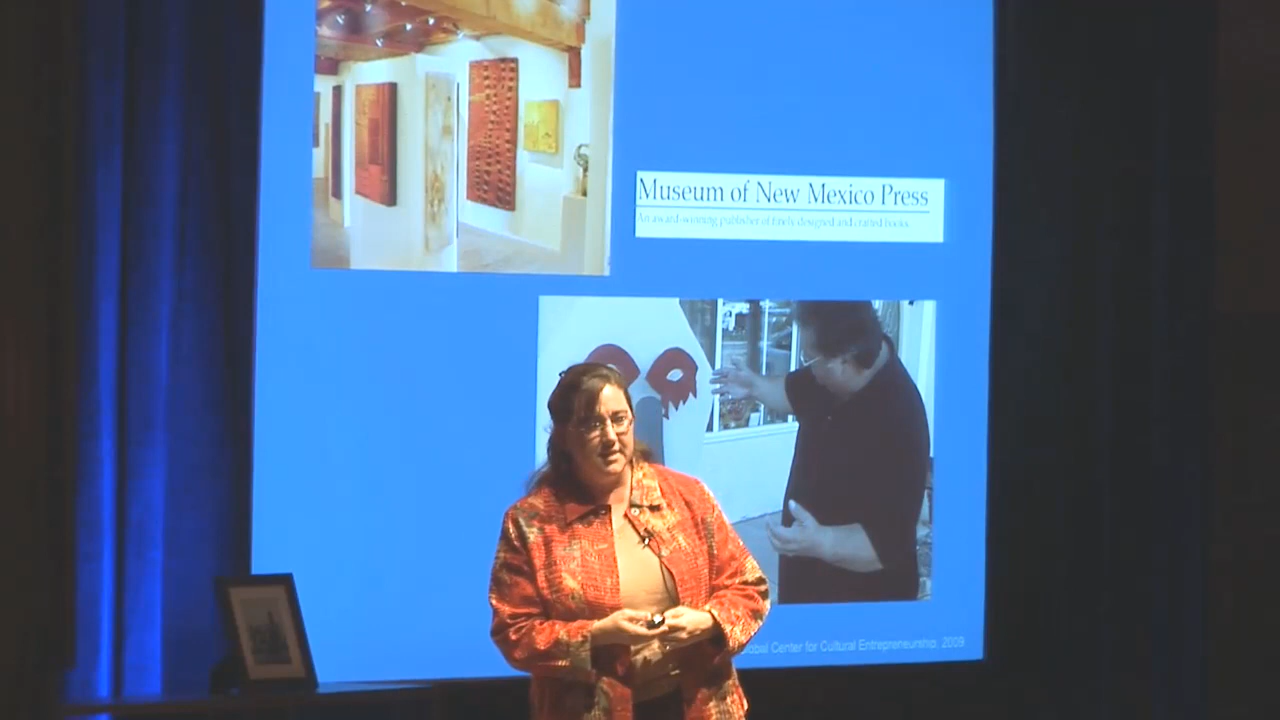 Museum of New Mexico Press
An award-winning publisher of finely designed and crafted books
Global Center for Cultural Entrepreneurship, 2009